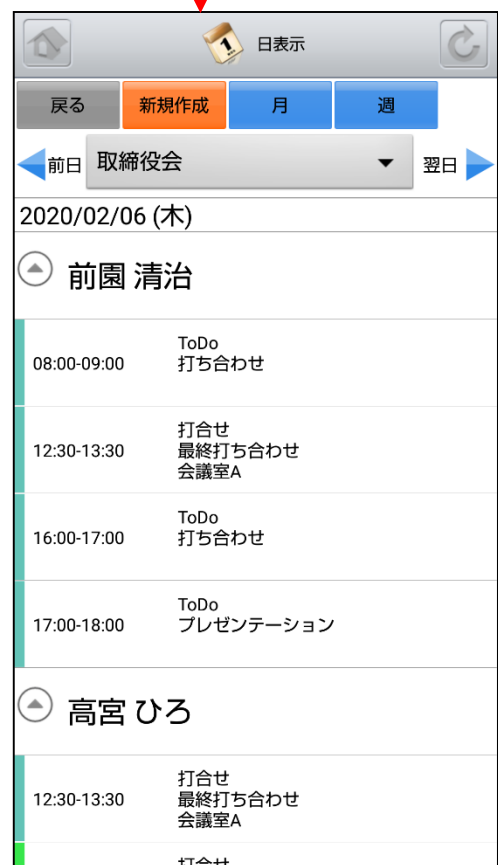 1
日表示
戻る 新規作成 月 週
前日 取締役会 翌日
2020/02/06 (木)
前園 清治
08:00-09:00
ToDo
打ち合わせ
12:30-13:30
打合せ
最終打ち合わせ
会議室A
16:00-17:00
ToDo
打ち合わせ
17:00-18:00
ToDo
プレゼンテーション
高宮 ひろ
12:30-13:30
打合せ
最終打ち合わせ
会議室A
打合せ